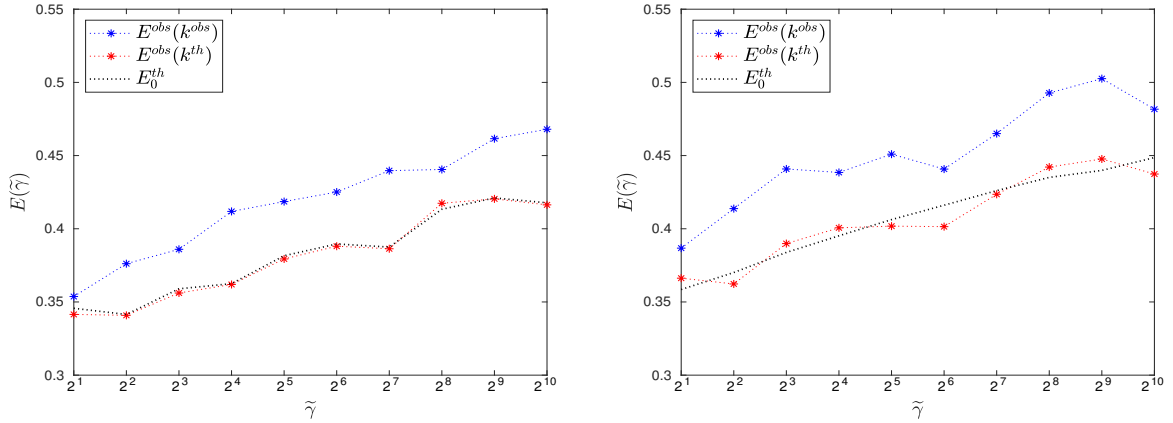 0.55
0.5
0.45
0.4
0.35
0.3
E(γ̃)
E^{obs}(k^{obs})
E^{obs}(k^{th})
E_0^{th}
2^1 2^2 2^3 2^4 2^5 2^6 2^7 2^8 2^9 2^{10}
γ̃
0.55
0.5
0.45
0.4
0.35
0.3
E(γ̃)
E^{obs}(k^{obs})
E^{obs}(k^{th})
E_0^{th}
2^1 2^2 2^3 2^4 2^5 2^6 2^7 2^8 2^9 2^{10}
γ̃